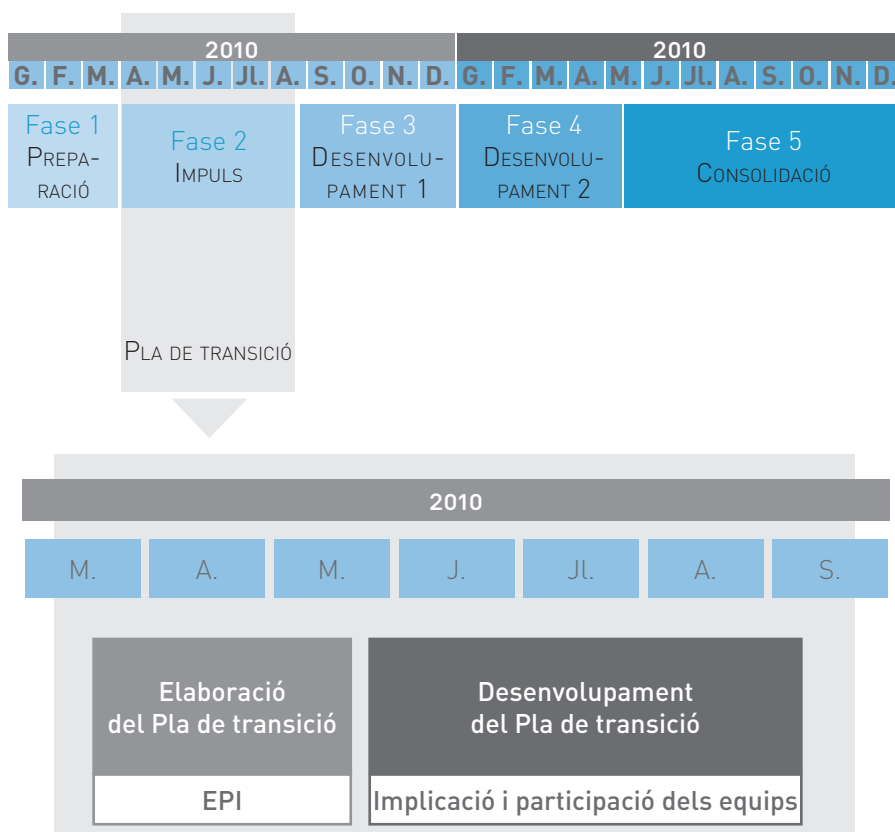 2010 2010
G. F. M. A. M. J. Jl. A. S. O. N. D. G. F. M. A. M. J. Jl. A. S. O. N. D.
Fase 1
Prepa-
ració
Fase 2
Impuls
Fase 3
Desenvolu-
pament 1
Fase 4
Desenvolu-
pament 2
Fase 5
Consolidació
Pla de transició
2010
M. A. M. J. Jl. A. S.
Elaboració
del Pla de transició
EPI
Desenvolupament
del Pla de transició
Implicació i participació dels equips